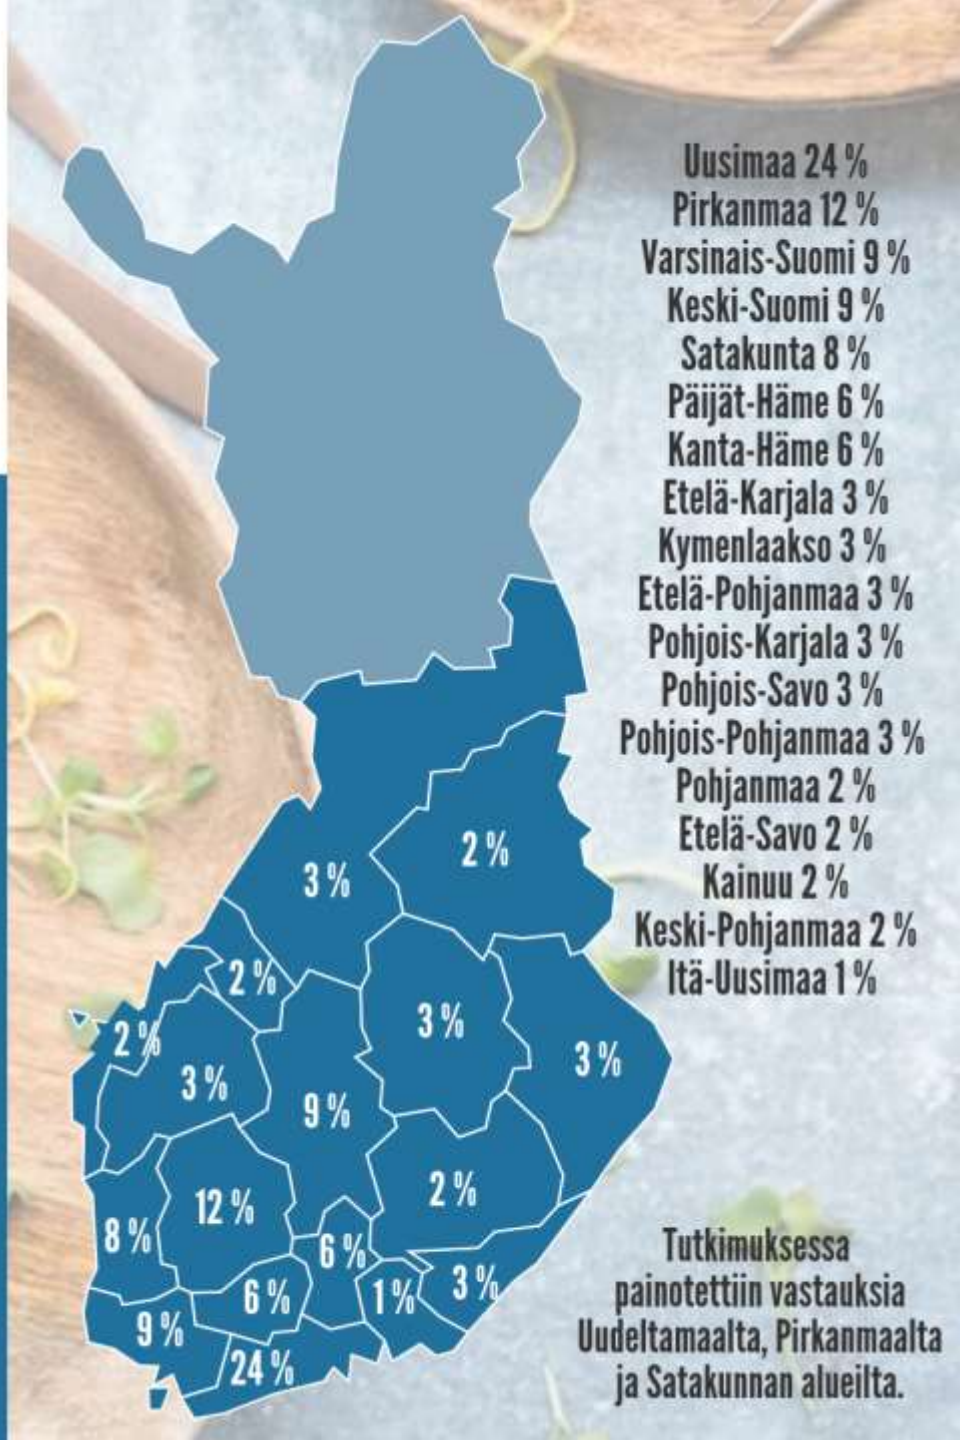 Uusimaa 24 %
Pirkanmaa 12 %
Varsinais-Suomi 9 %
Keski-Suomi 9 %
Satakunta 8 %
Päijät-Häme 6 %
Kanta-Häme 6 %
Etelä-Karjala 3 %
Kymenlaakso 3 %
Etelä-Pohjanmaa 3 %
Pohjois-Karjala 3 %
Pohjois-Savo 3 %
Pohjois-Pohjanmaa 3 %
Pohjanmaa 2 %
Etelä-Savo 2 %
Kainuu 2 %
Keski-Pohjanmaa 2 %
Itä-Uusimaa 1 %
2 %
3 %
2 %
3 %
2 %
3 %
3 %
9 %
2 %
12 %
8 %
6 %
3 %
6 %
1 %
9 %
24 %
Tutkimuksessa
painotettiin vastauksia
Uudeltamaalta, Pirkanmaalta
ja Satakunnan alueilta.